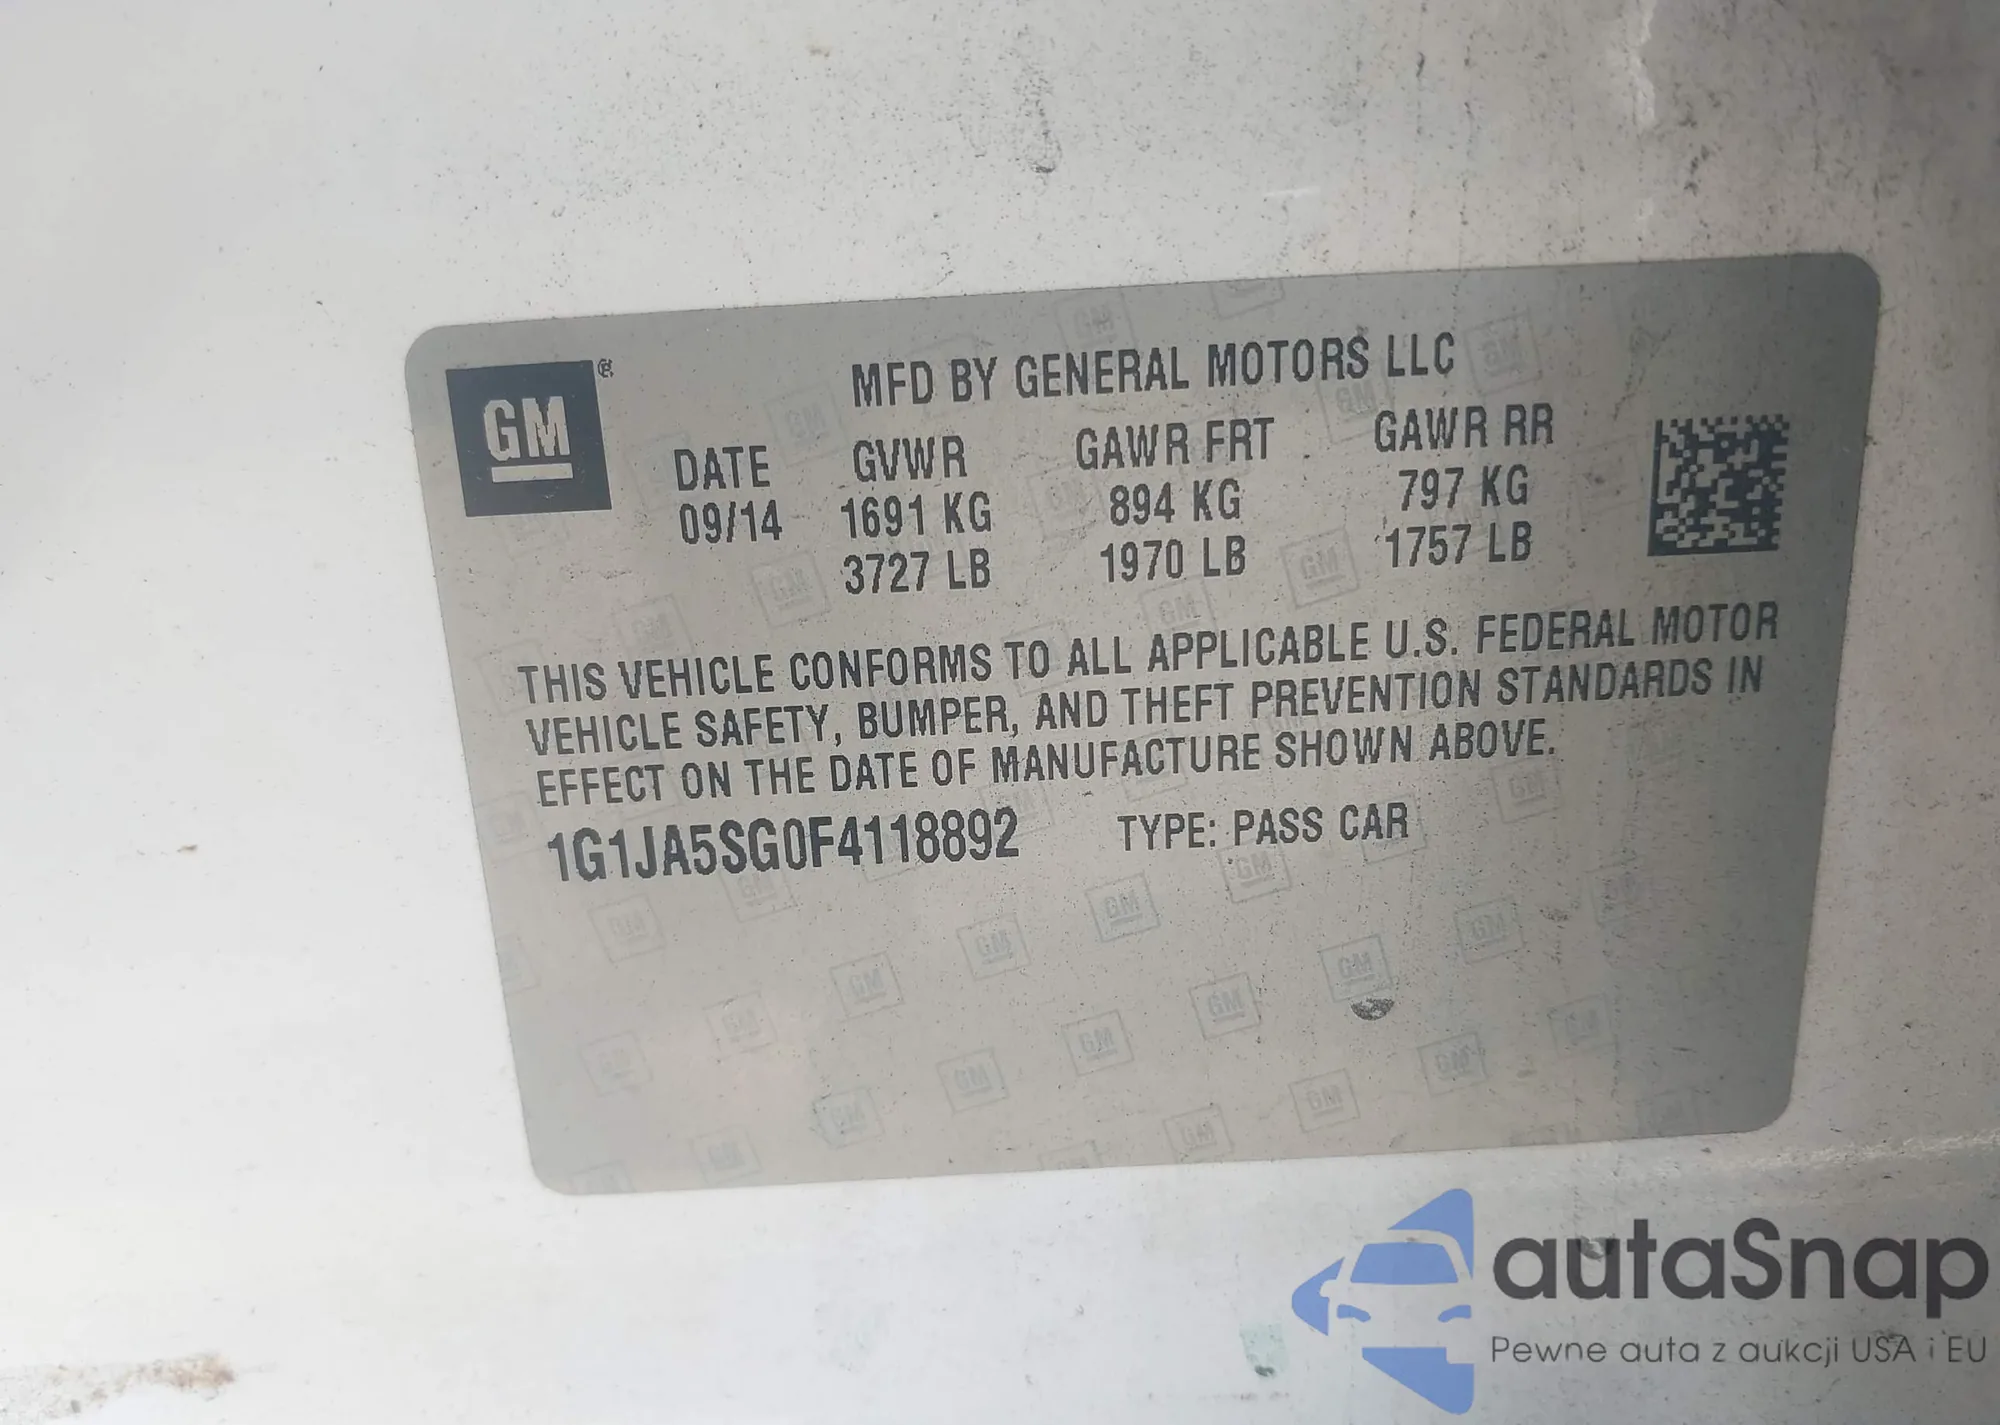 GM ®
MFD BY GENERAL MOTORS LLC
DATE GVWR GAWR FRT GAWR RR
09/14 1691 KG 894 KG 797 KG
3727 LB 1970 LB 1757 LB
THIS VEHICLE CONFORMS TO ALL APPLICABLE U.S. FEDERAL MOTOR
VEHICLE SAFETY, BUMPER, AND THEFT PREVENTION STANDARDS IN
EFFECT ON THE DATE OF MANUFACTURE SHOWN ABOVE.
1G1JA5SG0F4118892 TYPE: PASS CAR
autaSnap
Pewne auta z aukcji USA i EU